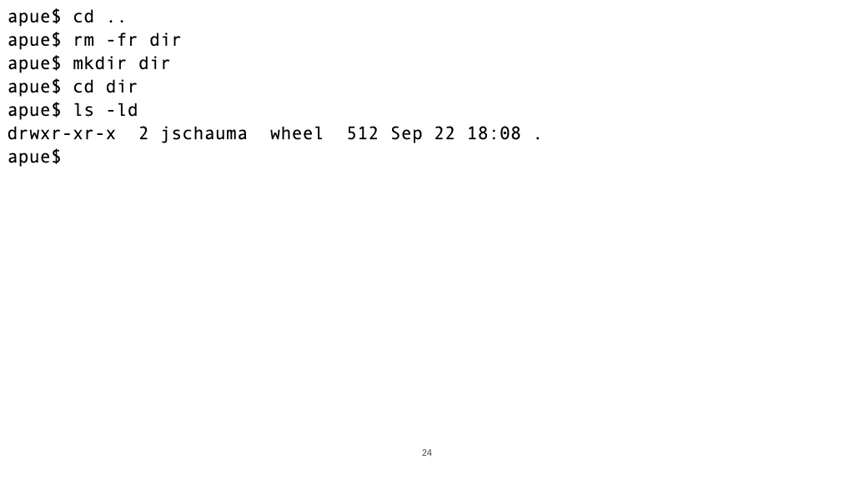 apue$ cd ..
apue$ rm -fr dir
apue$ mkdir dir
apue$ cd dir
apue$ ls -ld
drwxr-xr-x  2 jschauma  wheel  512 Sep 22 18:08 .
apue$
24